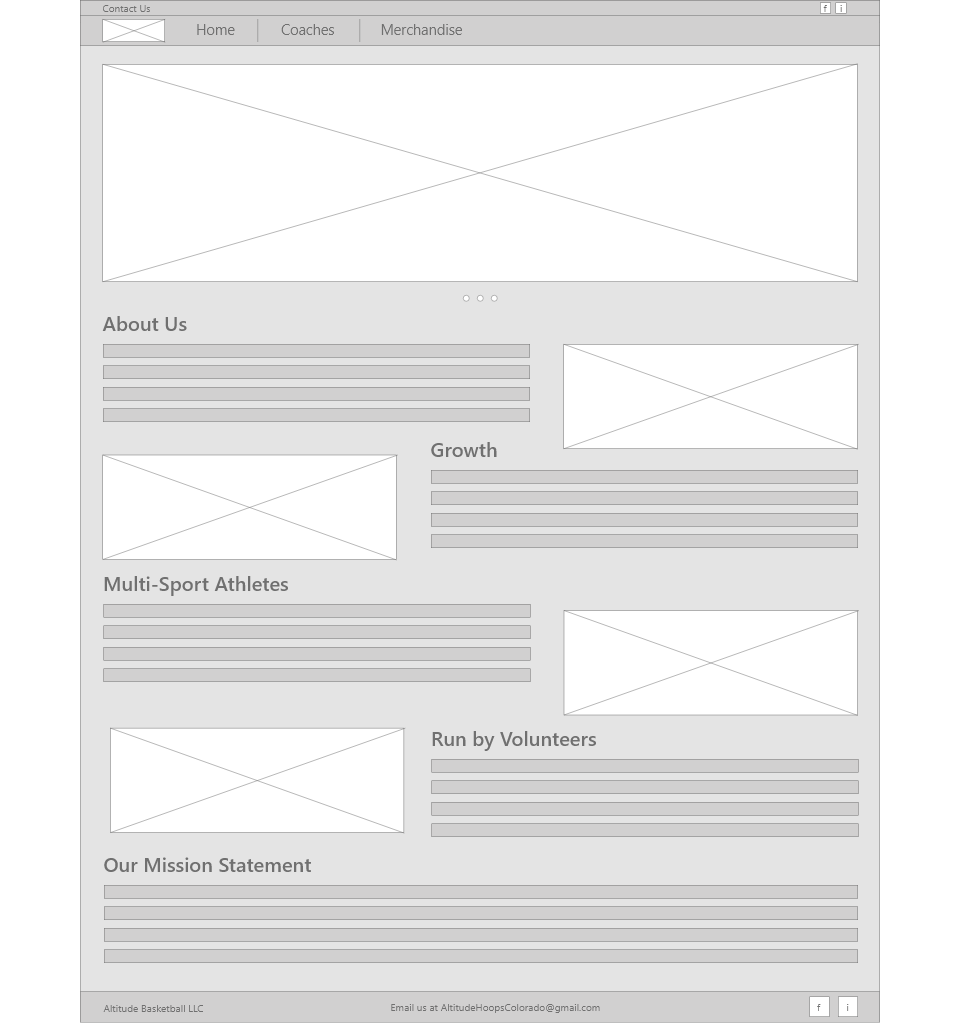 Contact Us
f i
Home Coaches Merchandise
About Us
Growth
Multi-Sport Athletes
Run by Volunteers
Our Mission Statement
Altitude Basketball LLC Email us at AltitudeHoopsColorado@gmail.com f i